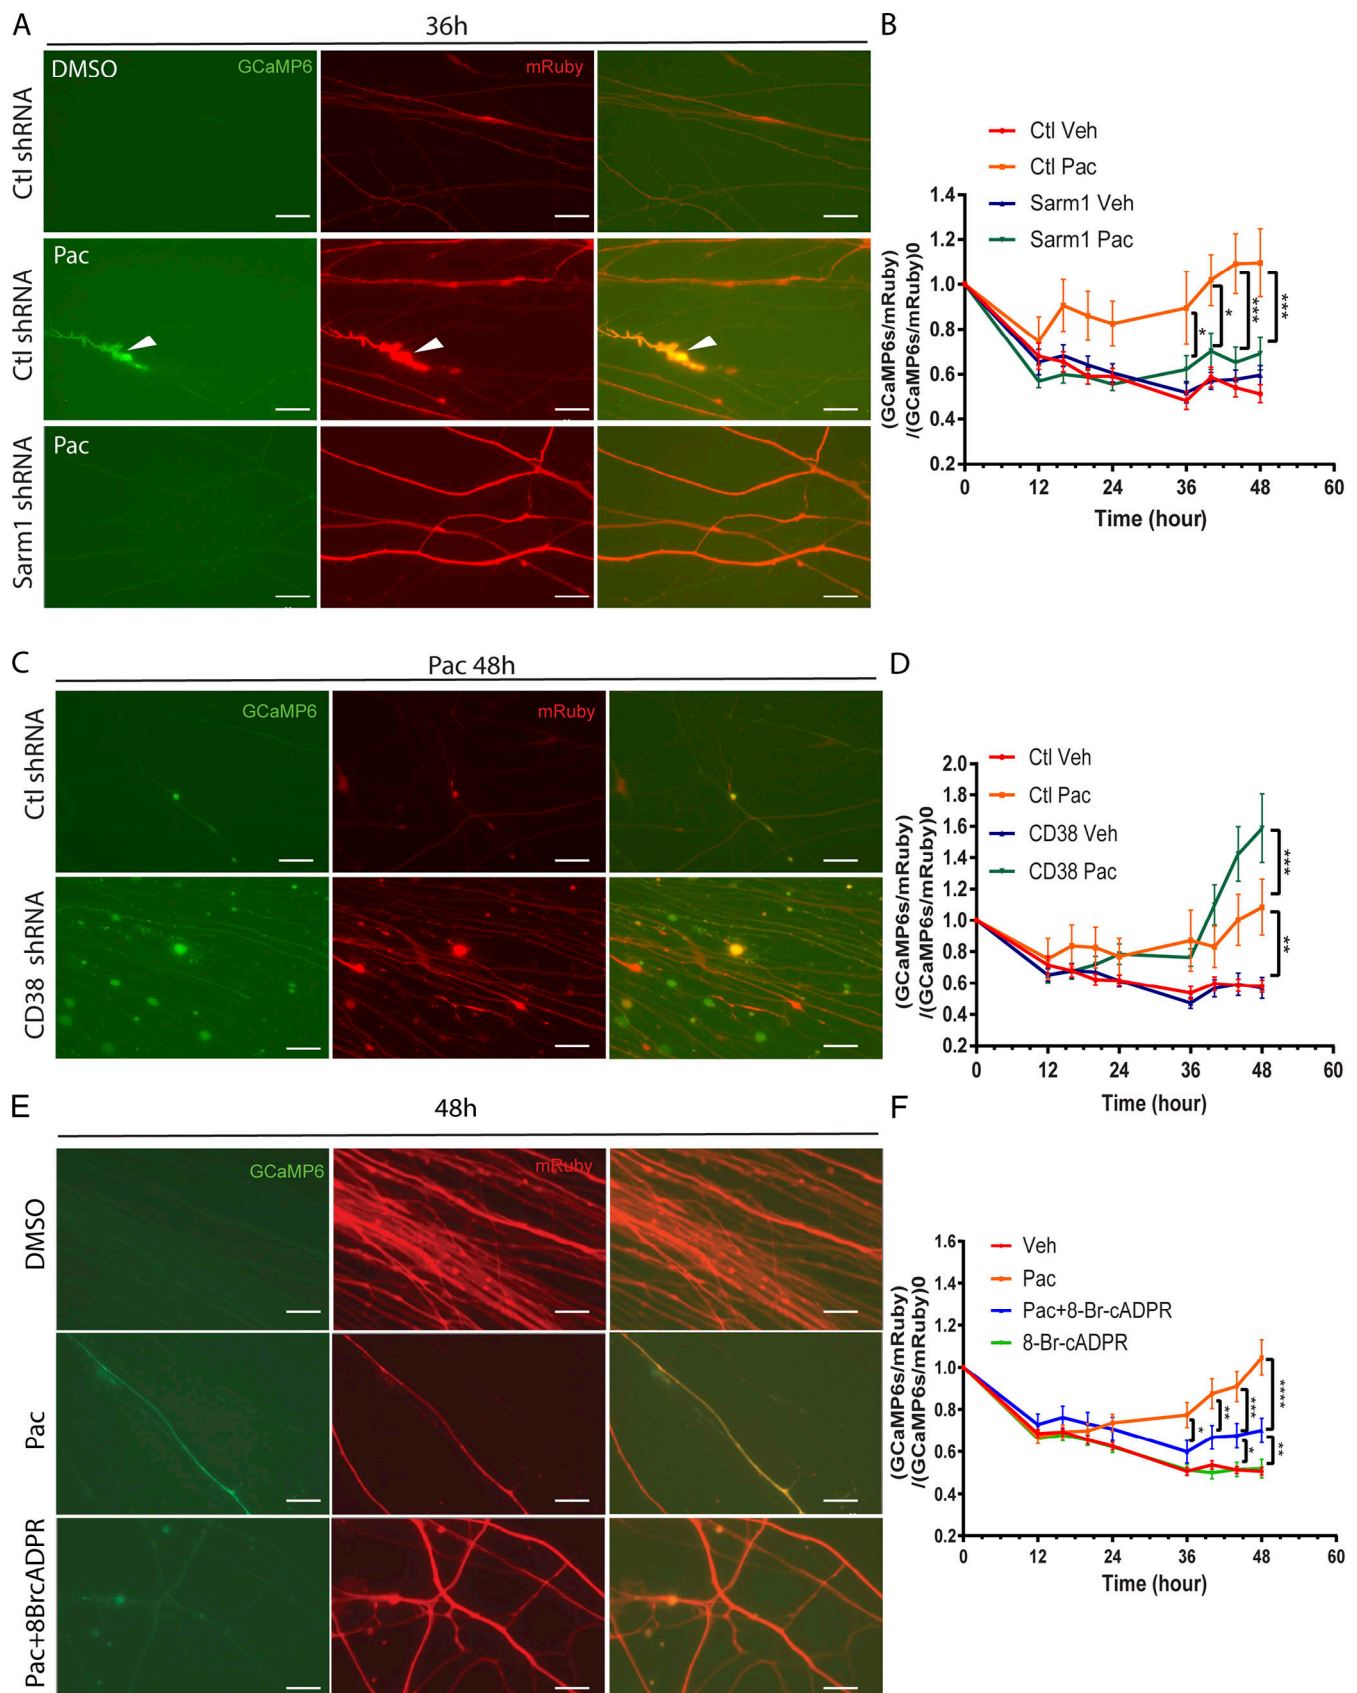 A
36h
B
DMSO
GCaMP6
mRuby
Ctl shRNA
Pac
Ctl shRNA
Pac
Sarm1 shRNA
Ctl Veh
Ctl Pac
Sarm1 Veh
Sarm1 Pac
1.4
1.2
1.0
0.8
0.6
0.4
0.2
(GCaMP6s/mRuby)
/(GCaMP6s/mRuby)0
*
*
***
***
0 12 24 36 48 60
Time (hour)
C
Pac 48h
D
GCaMP6
mRuby
Ctl shRNA
CD38 shRNA
Ctl Veh
Ctl Pac
CD38 Veh
CD38 Pac
2.0
1.8
1.6
1.4
1.2
1.0
0.8
0.6
0.4
0.2
(GCaMP6s/mRuby)
/(GCaMP6s/mRuby)0
***
**
0 12 24 36 48 60
Time (hour)
E
48h
F
GCaMP6
mRuby
DMSO
Pac
Pac+8BrcADPR
Veh
Pac
Pac+8-Br-cADPR
8-Br-cADPR
1.6
1.4
1.2
1.0
0.8
0.6
0.4
0.2
(GCaMP6s/mRuby)
/(GCaMP6s/mRuby)0
*
**
***
****
*
**
0 12 24 36 48 60
Time (hour)